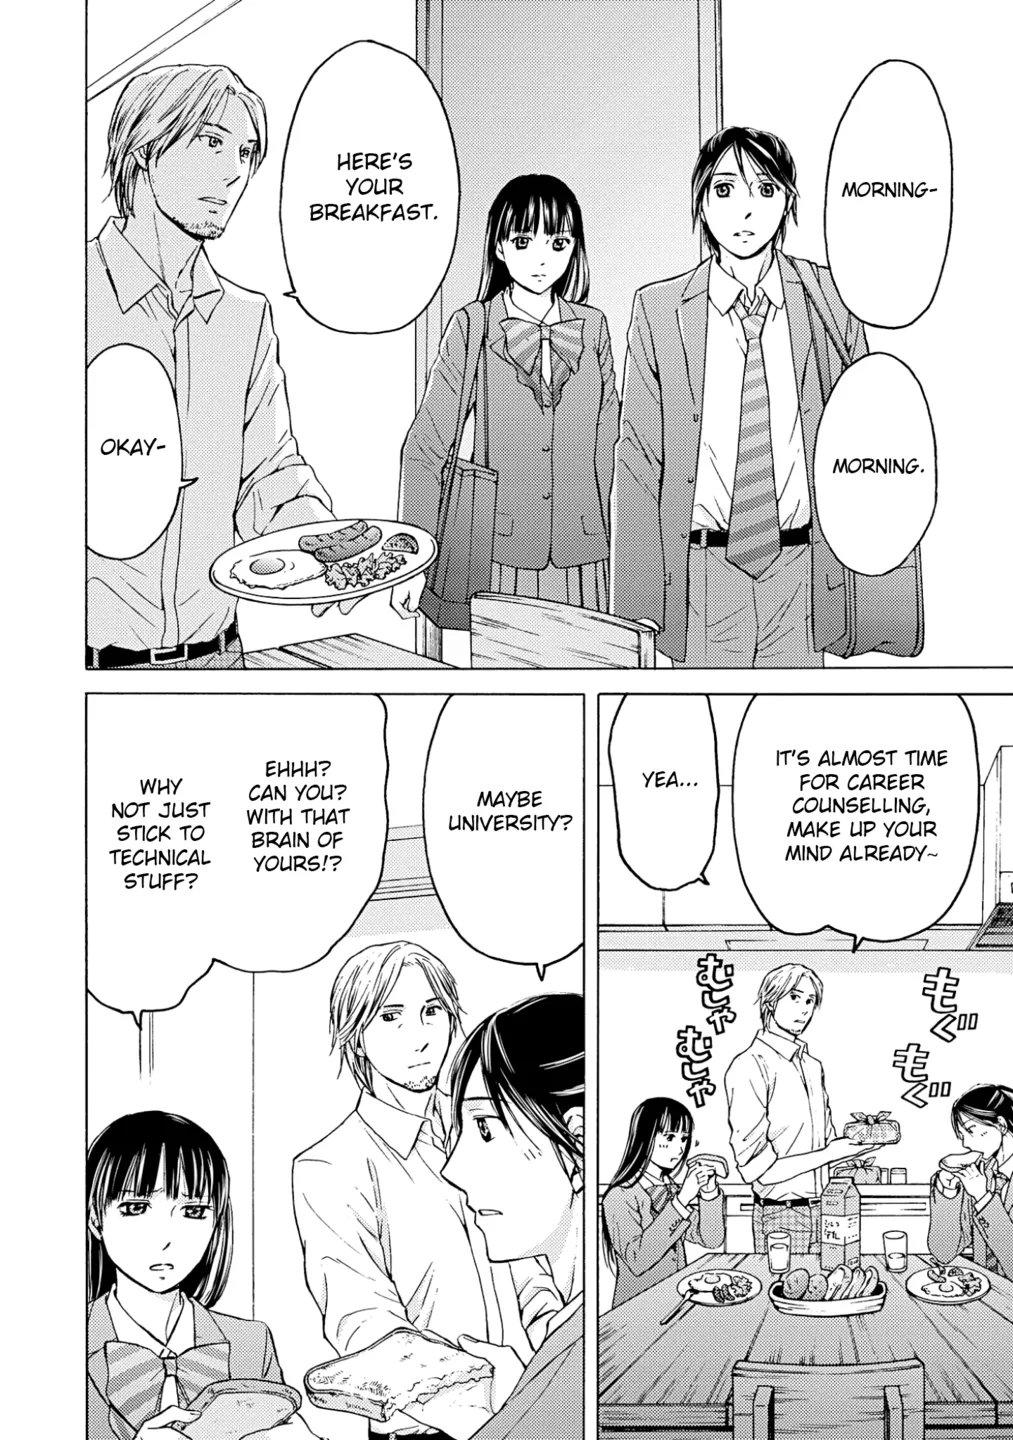 MORNING-
MORNING.
HERE'S
YOUR
BREAKFAST.
OKAY-
IT'S ALMOST TIME
FOR CAREER
COUNSELLING,
MAKE UP YOUR
MIND ALREADY~
YEA...
もぐ
もぐ
むしゃ
むしゃ
MAYBE
UNIVERSITY?
EHHH?
CAN YOU?
WITH THAT
BRAIN OF
YOURS!?
WHY
NOT JUST
STICK TO
TECHNICAL
STUFF?